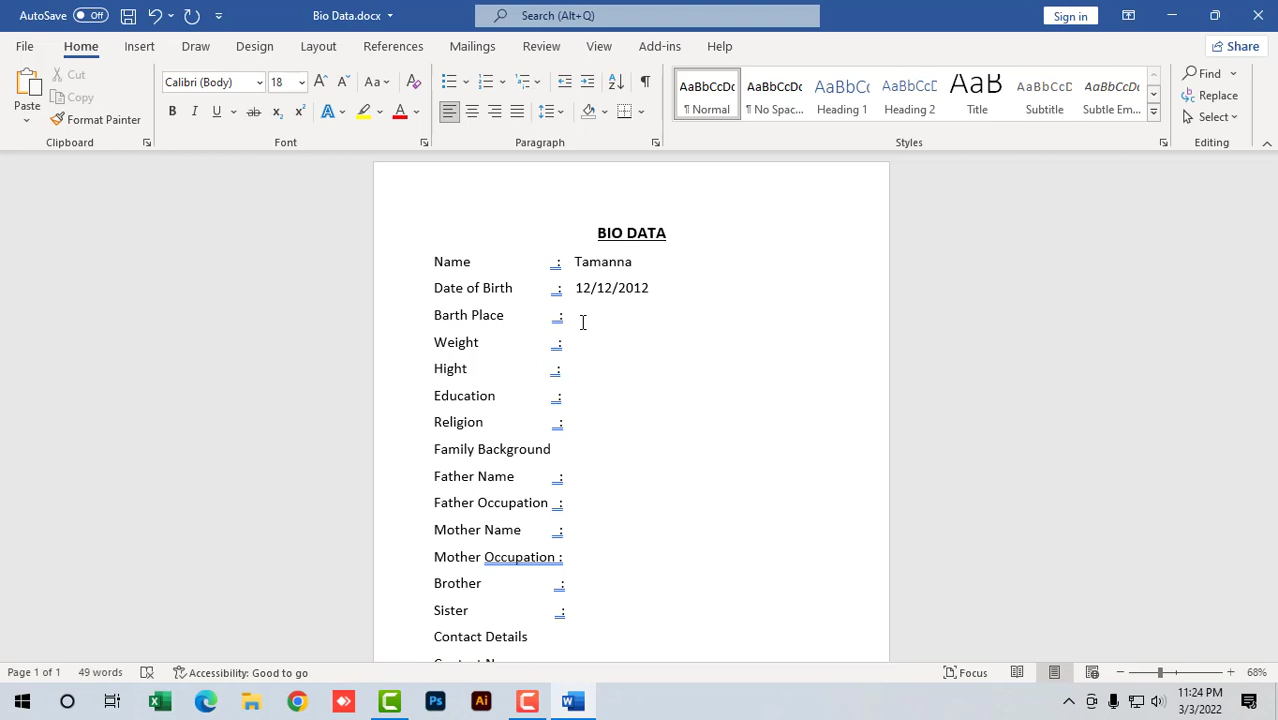 AutoSave Off Bio Data.docx Search (Alt+Q) Sign in
File Home Insert Draw Design Layout References Mailings Review View Add-ins Help Share
Paste Cut Copy Format Painter
Clipboard
Calibri (Body) 18
Font
Paragraph
AaBbCcDc AaBbCcDc AaBbCcD AaBbCcD AaB AaBbCcD AaBbCcDc
¶ Normal ¶ No Spac... Heading 1 Heading 2 Title Subtitle Subtle Em...
Styles
Find
Replace
Select
Editing
BIO DATA
Name : Tamanna
Date of Birth : 12/12/2012
Barth Place :
Weight :
Hight :
Education :
Religion :
Family Background
Father Name :
Father Occupation :
Mother Name :
Mother Occupation :
Brother :
Sister :
Contact Details
Page 1 of 1 49 words Accessibility: Good to go Focus 68%
11:24 PM
3/3/2022